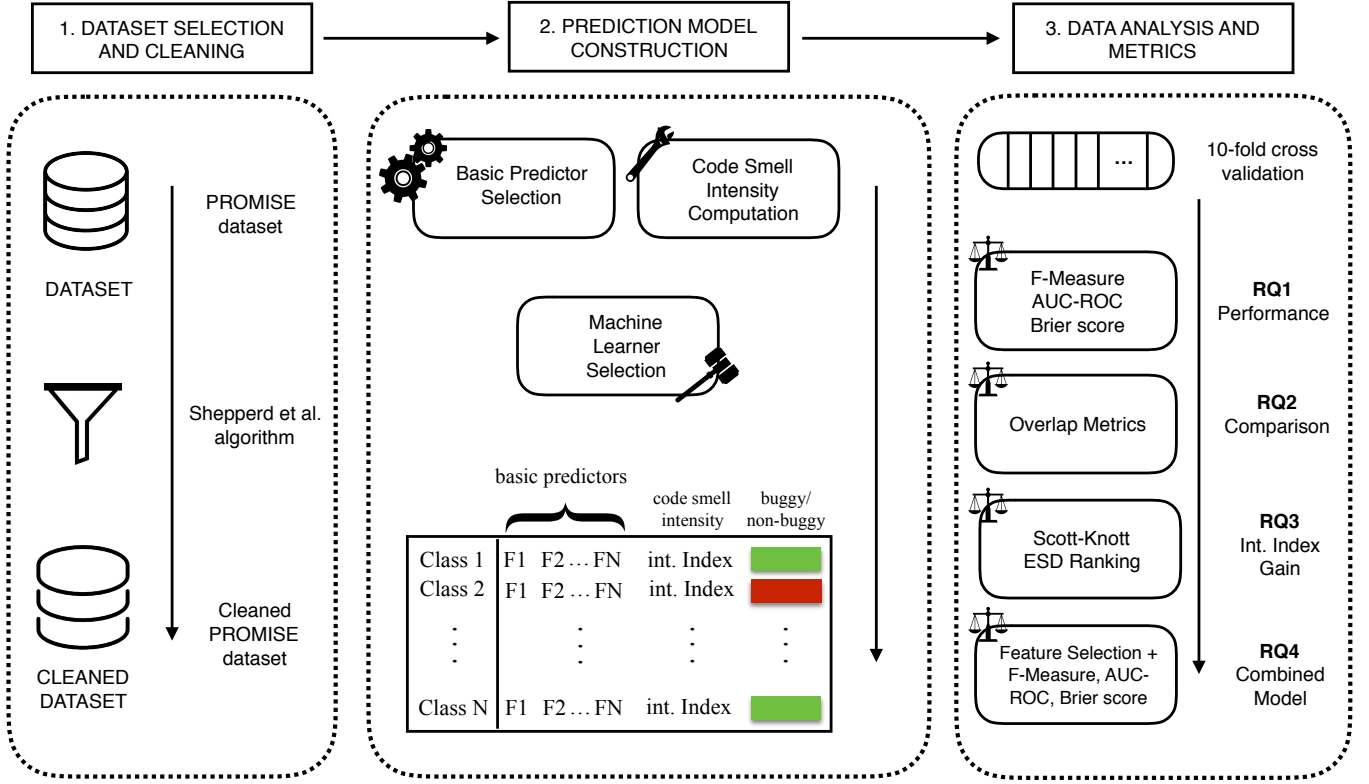 1. DATASET SELECTION
AND CLEANING
2. PREDICTION MODEL
CONSTRUCTION
3. DATA ANALYSIS AND
METRICS
PROMISE
dataset
DATASET
Shepperd et al.
algorithm
Cleaned
PROMISE
dataset
CLEANED
DATASET
Basic Predictor
Selection
Code Smell
Intensity
Computation
Machine
Learner
Selection
basic predictors
code smell
intensity
buggy/
non-buggy
Class 1 F1 F2 ... FN int. Index
Class 2 F1 F2 ... FN int. Index
Class N F1 F2 ... FN int. Index
...
10-fold cross
validation
F-Measure
AUC-ROC
Brier score
RQ1
Performance
Overlap Metrics
RQ2
Comparison
Scott-Knott
ESD Ranking
RQ3
Int. Index
Gain
Feature Selection +
F-Measure, AUC-
ROC, Brier score
RQ4
Combined
Model